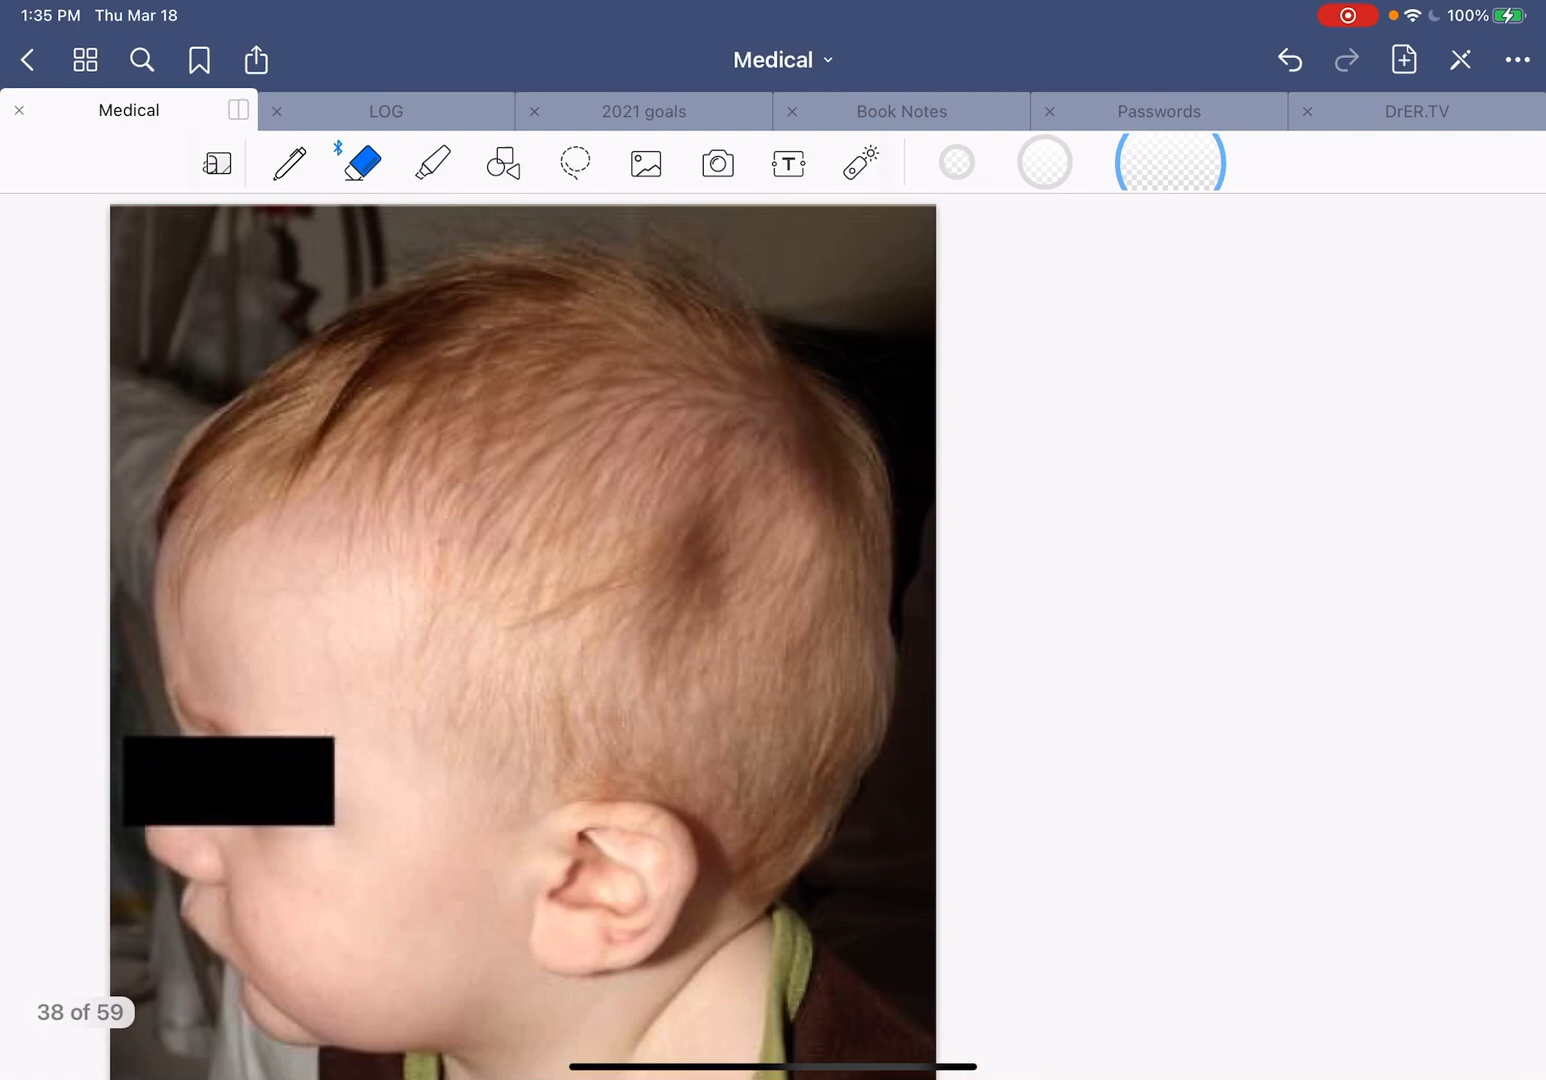 1:35 PM Thu Mar 18
100%
Medical
Medical
LOG
2021 goals
Book Notes
Passwords
DrER.TV
T
38 of 59